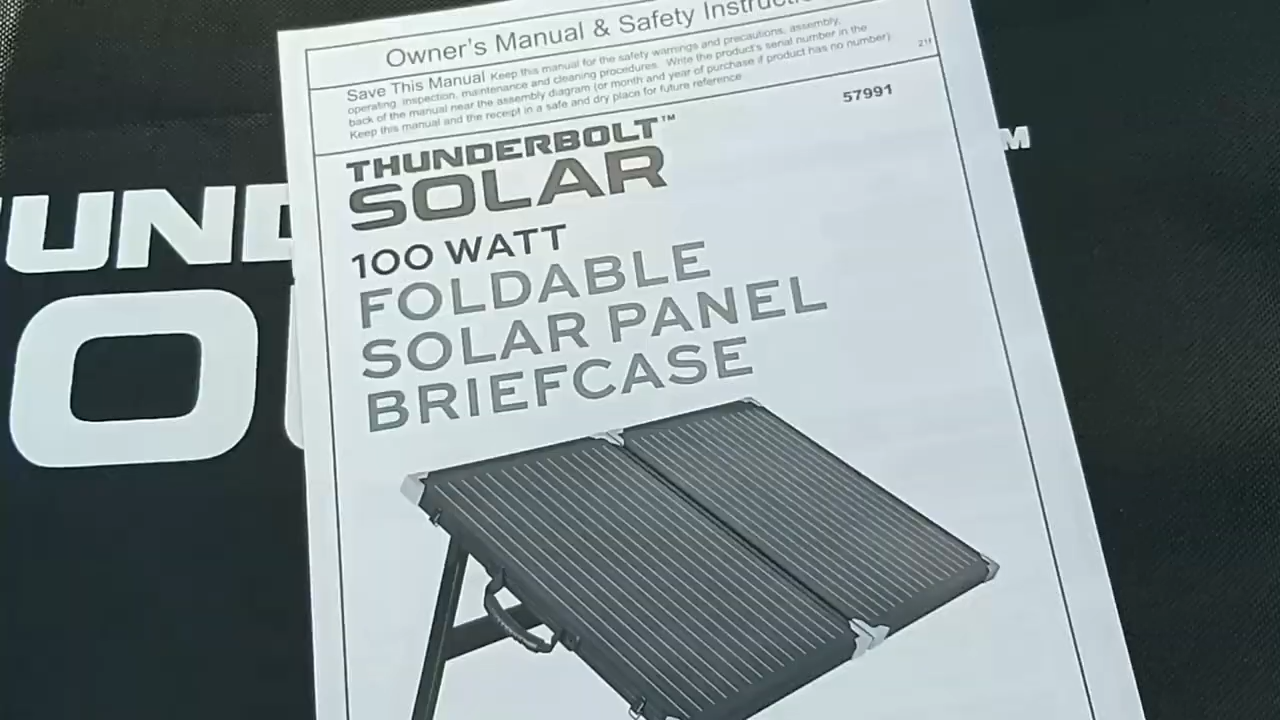 Owner's Manual & Safety Instructi
Save This Manual Keep this manual for the safety warnings and precautions, assembly,
operating, inspection, maintenance and cleaning procedures. Write the product's serial number in the
back of the manual near the assembly diagram (or month and year of purchase if product has no number).
Keep this manual and the receipt in a safe and dry place for future reference.
57991
THUNDERBOLT™
SOLAR
100 WATT
FOLDABLE
SOLAR PANEL
BRIEFCASE
UND
O
M